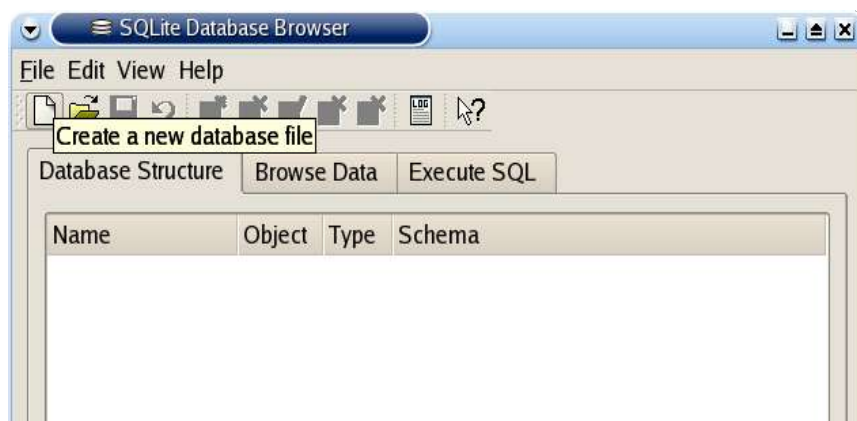 SQLite Database Browser
File Edit View Help
LOG ?
Create a new database file
Database Structure Browse Data Execute SQL
Name Object Type Schema